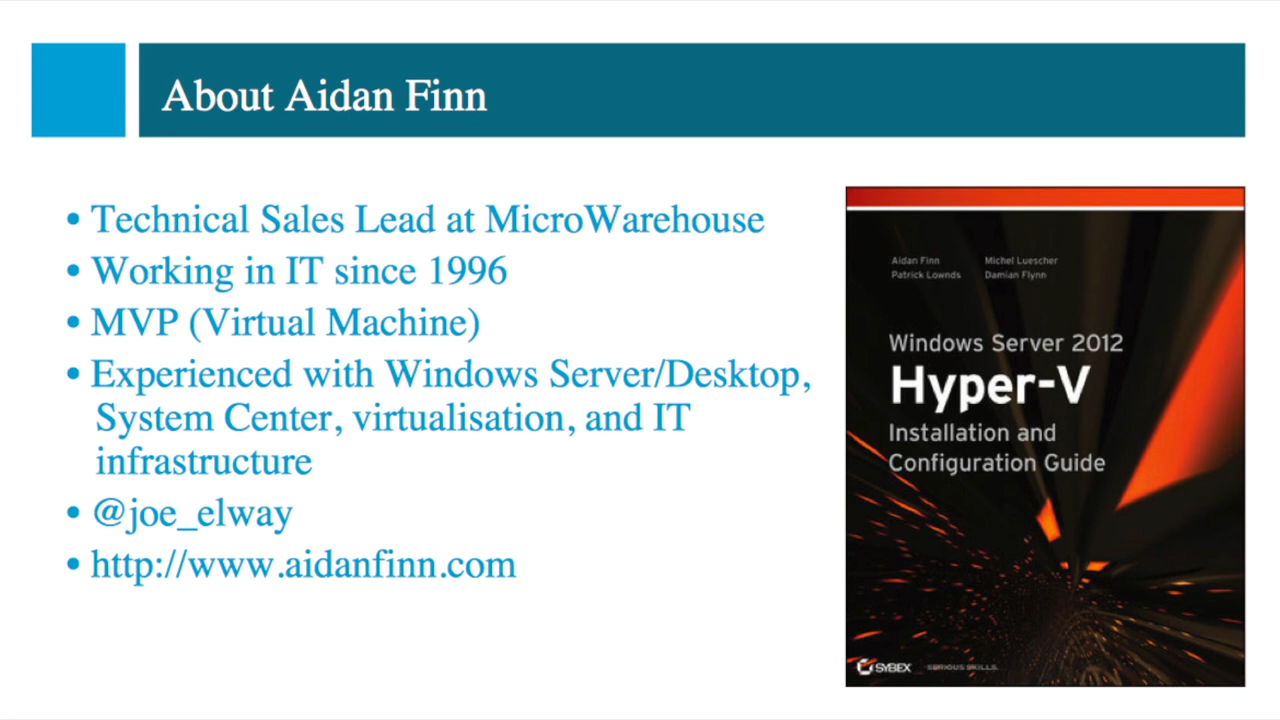 About Aidan Finn
• Technical Sales Lead at MicroWarehouse
• Working in IT since 1996
• MVP (Virtual Machine)
• Experienced with Windows Server/Desktop,
System Center, virtualisation, and IT
infrastructure
• @joe_elway
• http://www.aidanfinn.com
Aidan Finn Michel Luescher
Patrick Lownds Damian Flynn
Windows Server 2012
Hyper-V
Installation and
Configuration Guide
SYBEX SERIOUS SKILLS.